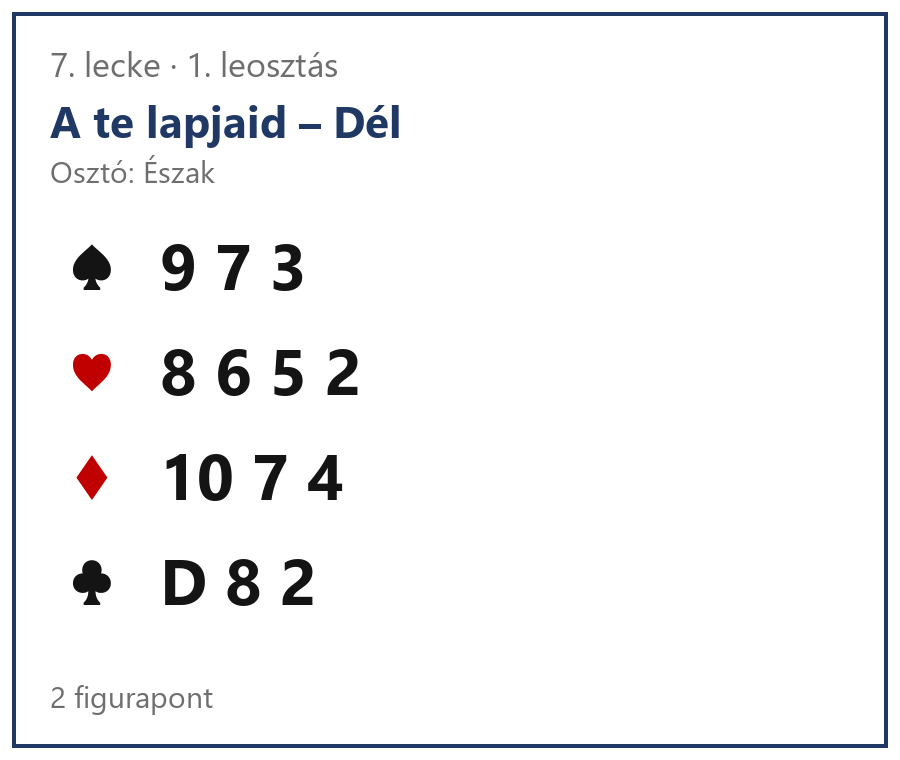 7. lecke · 1. leosztás
A te lapjaid – Dél
Osztó: Észak
♠ 9 7 3
♥ 8 6 5 2
♦ 10 7 4
♣ D 8 2
2 figurapont